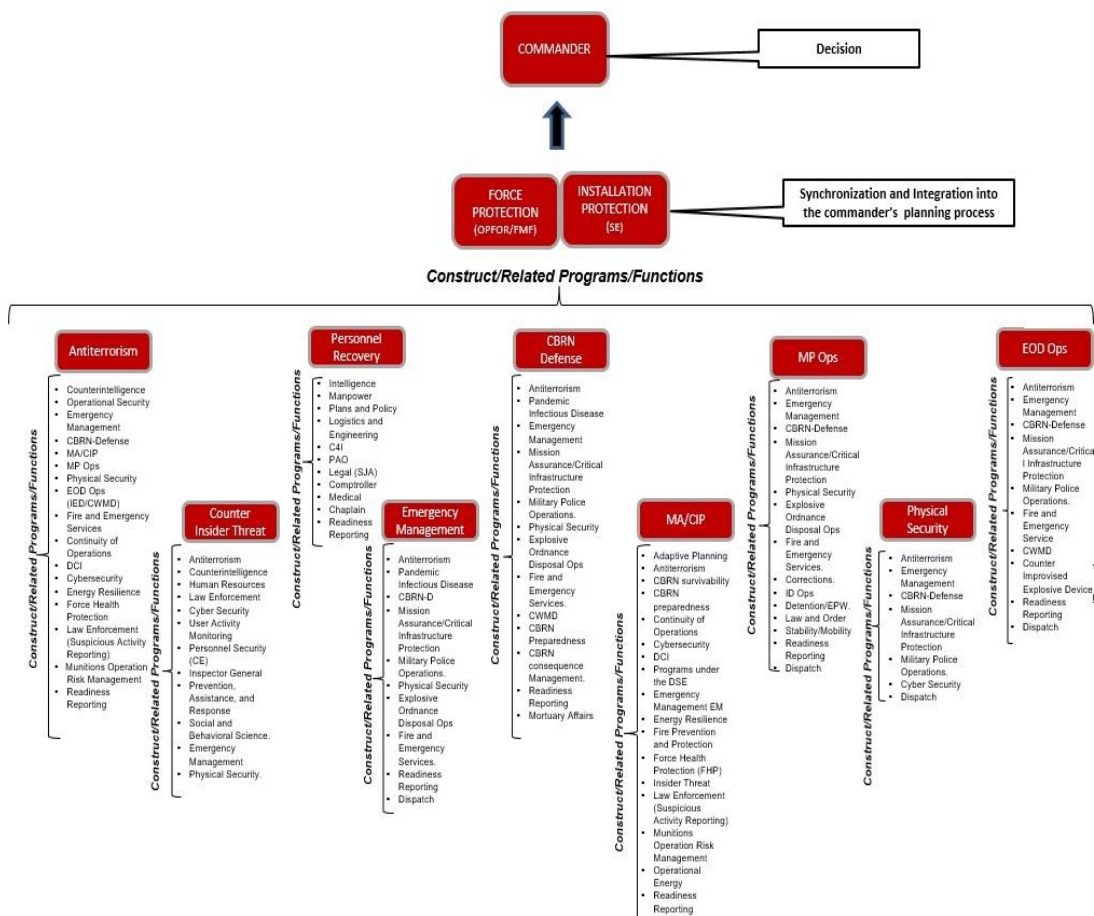 COMMANDER
Decision
FORCE
PROTECTION
(OPFOR/FMF)
INSTALLATION
PROTECTION
(SE)
Synchronization and Integration into
the commander's planning process
Construct/Related Programs/Functions
Antiterrorism
Construct/Related Programs/Functions
▪ Counterintelligence
▪ Operational Security
▪ Emergency
Management
▪ CBRN-Defense
▪ MA/CIP
▪ MP Ops
▪ Physical Security
▪ EOD Ops
(IED/CWMD)
▪ Fire and Emergency
Services
▪ Continuity of
Operations
▪ DCI
▪ Cybersecurity
▪ Energy Resilience
▪ Force Health
Protection
▪ Law Enforcement
(Suspicious Activity
Reporting)
▪ Munitions Operation
Risk Management
▪ Readiness
Reporting
Counter
Insider Threat
Construct/Related Programs/Functions
▪ Antiterrorism
▪ Counterintelligence
▪ Human Resources
▪ Law Enforcement
▪ Cyber Security
▪ User Activity
Monitoring
▪ Personnel Security
(CE)
▪ Inspector General
▪ Prevention,
Assistance, and
Response
▪ Social and
Behavioral Science.
▪ Emergency
Management
▪ Physical Security.
Personnel
Recovery
Construct/Related Programs/Functions
▪ Intelligence
▪ Manpower
▪ Plans and Policy
▪ Logistics and
Engineering
▪ C4I
▪ PAO
▪ Legal (SJA)
▪ Comptroller
▪ Medical
▪ Chaplain
▪ Readiness
Reporting
Emergency
Management
Construct/Related Programs/Functions
▪ Antiterrorism
▪ Pandemic
Infectious Disease
▪ CBRN-D
▪ Mission
Assurance/Critical
Infrastructure
Protection
▪ Military Police
Operations.
▪ Physical Security
▪ Explosive
Ordnance
Disposal Ops
▪ Fire and
Emergency
Services.
▪ Readiness
Reporting
▪ Dispatch
CBRN
Defense
Construct/Related Programs/Functions
▪ Antiterrorism
▪ Pandemic
Infectious Disease
▪ Emergency
Management
▪ Mission
Assurance/Critical
Infrastructure
Protection
▪ Military Police
Operations.
▪ Physical Security
▪ Explosive
Ordnance
Disposal Ops
▪ Fire and
Emergency
Services.
▪ CWMD
▪ CBRN
Preparedness
▪ CBRN
consequence
Management.
▪ Readiness
Reporting
▪ Mortuary Affairs
MA/CIP
Construct/Related Programs/Functions
▪ Adaptive Planning
▪ Antiterrorism
▪ CBRN survivability
▪ CBRN
preparedness
▪ Continuity of
Operations
▪ Cybersecurity
▪ DCI
▪ Programs under
the DSE
▪ Emergency
Management EM
▪ Energy Resilience
▪ Fire Prevention
and Protection
▪ Force Health
Protection (FHP)
▪ Insider Threat
▪ Law Enforcement
(Suspicious
Activity Reporting)
▪ Munitions
Operation Risk
Management
▪ Operational
Energy
▪ Readiness
Reporting
MP Ops
Construct/Related Programs/Functions
▪ Antiterrorism
▪ Emergency
Management
▪ CBRN-Defense
▪ Mission
Assurance/Critical
Infrastructure
Protection
▪ Physical Security
▪ Explosive
Ordnance
Disposal Ops
▪ Fire and
Emergency
Services.
▪ Corrections.
▪ ID Ops
▪ Detention/EPW.
▪ Law and Order
▪ Stability/Mobility
▪ Readiness
Reporting
▪ Dispatch
Physical
Security
Construct/Related Programs/Functions
▪ Antiterrorism
▪ Emergency
Management
▪ CBRN-Defense
▪ Mission
Assurance/Critical
Infrastructure
Protection
▪ Military Police
Operations.
▪ Cyber Security
▪ Dispatch
EOD Ops
Construct/Related Programs/Functions
▪ Antiterrorism
▪ Emergency
Management
▪ CBRN-Defense
▪ Mission
Assurance/Critica
l Infrastructure
Protection
▪ Military Police
Operations.
▪ Fire and
Emergency
Service
▪ CWMD
▪ Counter
Improvised
Explosive Device
▪ Readiness
Reporting
▪ Dispatch